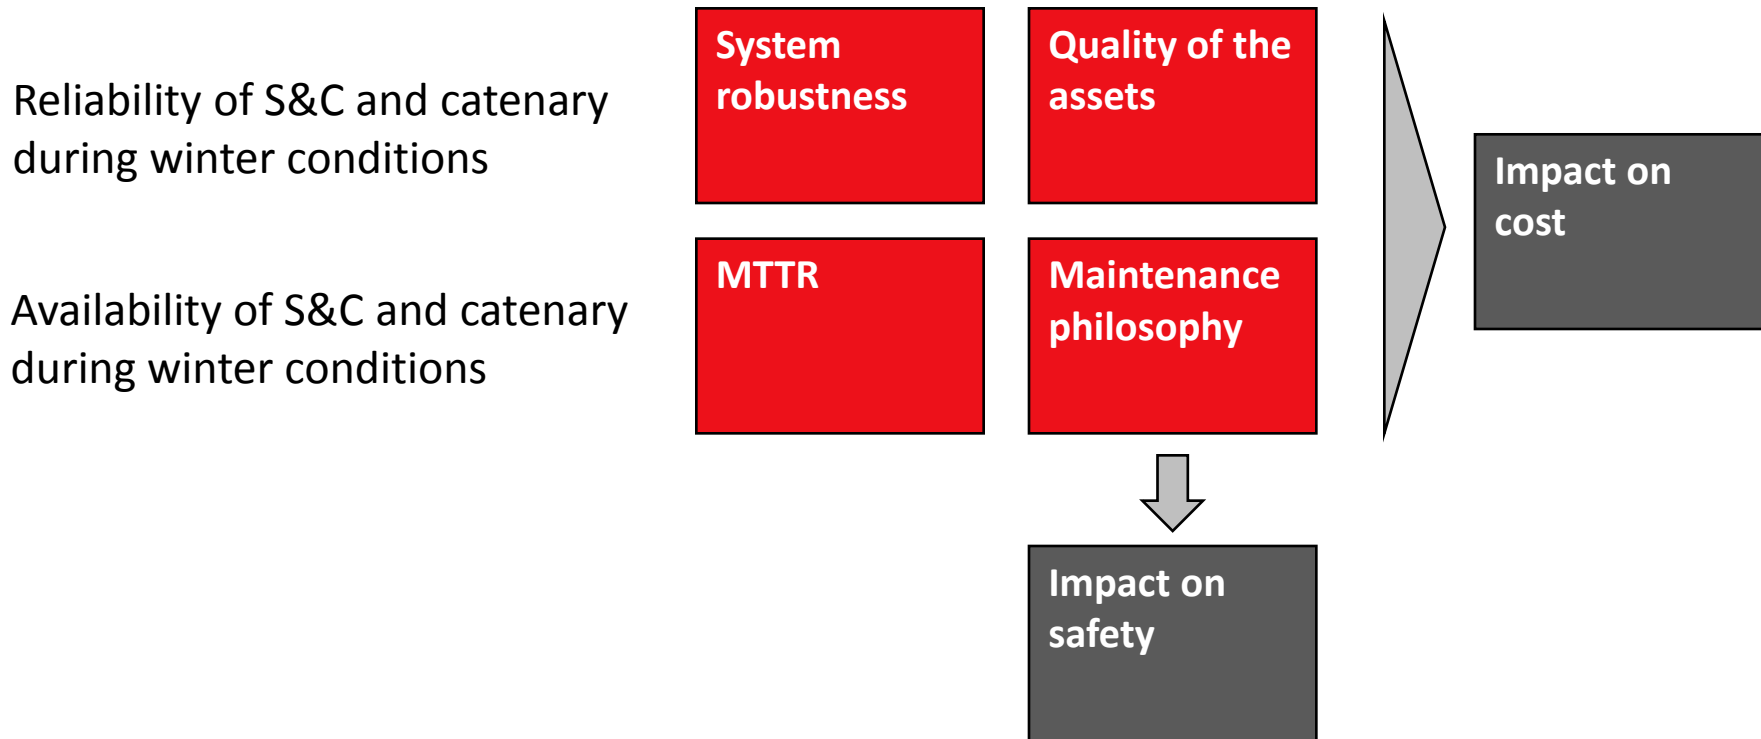 Reliability of S&C and catenary
during winter conditions
System
robustness
Quality of the
assets
Impact on
cost
Availability of S&C and catenary
during winter conditions
MTTR
Maintenance
philosophy
Impact on
safety